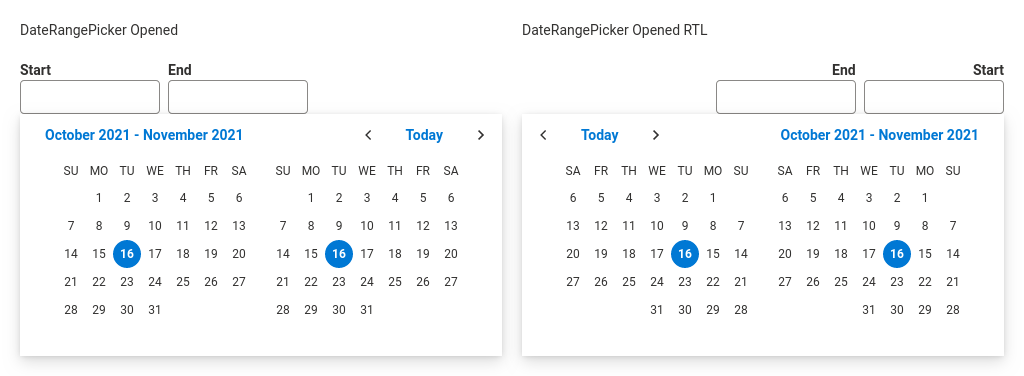 DateRangePicker Opened
Start End
October 2021 - November 2021 Today
SU MO TU WE TH FR SA SU MO TU WE TH FR SA
1 2 3 4 5 6 1 2 3 4 5 6
7 8 9 10 11 12 13 7 8 9 10 11 12 13
14 15 16 17 18 19 20 14 15 16 17 18 19 20
21 22 23 24 25 26 27 21 22 23 24 25 26 27
28 29 30 31 28 29 30 31
DateRangePicker Opened RTL
End Start
Today October 2021 - November 2021
SA FR TH WE TU MO SU SA FR TH WE TU MO SU
6 5 4 3 2 1 6 5 4 3 2 1
13 12 11 10 9 8 7 13 12 11 10 9 8 7
20 19 18 17 16 15 14 20 19 18 17 16 15 14
27 26 25 24 23 22 21 27 26 25 24 23 22 21
31 30 29 28 31 30 29 28